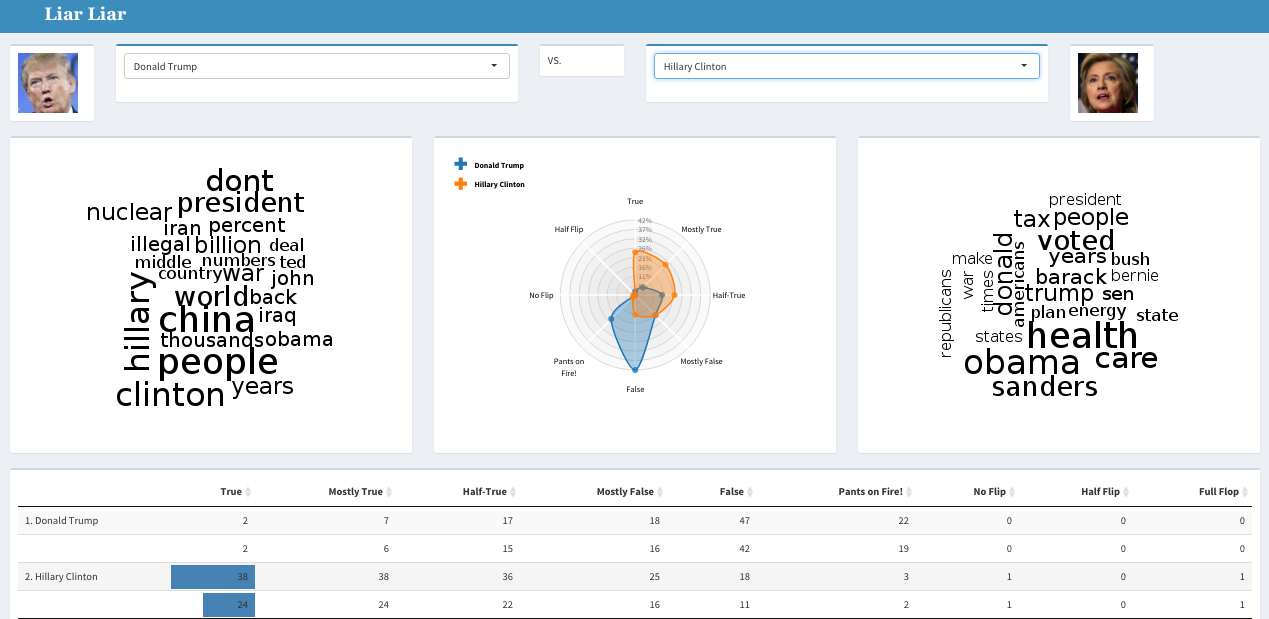 Liar Liar
Donald Trump
VS.
Hillary Clinton
dont
president
nuclear
iran percent
illegal billion deal
middle numbers ted
country war john
world back
hillary
china iraq
thousands obama
people
clinton years
Donald Trump
Hillary Clinton
True
42%
37%
32%
26%
21%
16%
11%
Half Flip
Mostly True
No Flip
Half-True
Pants on
Fire!
Mostly False
False
president
tax people
donald
voted
americans
make years bush
republicans
war
times
barack bernie
trump sen
plan energy state
states health
obama care
sanders
True Mostly True Half-True Mostly False False Pants on Fire! No Flip Half Flip Full Flop
1. Donald Trump 2 7 17 18 47 22 0 0 0
2 6 15 16 42 19 0 0 0
2. Hillary Clinton 38 38 36 25 18 3 1 0 1
24 24 22 16 11 2 1 0 1